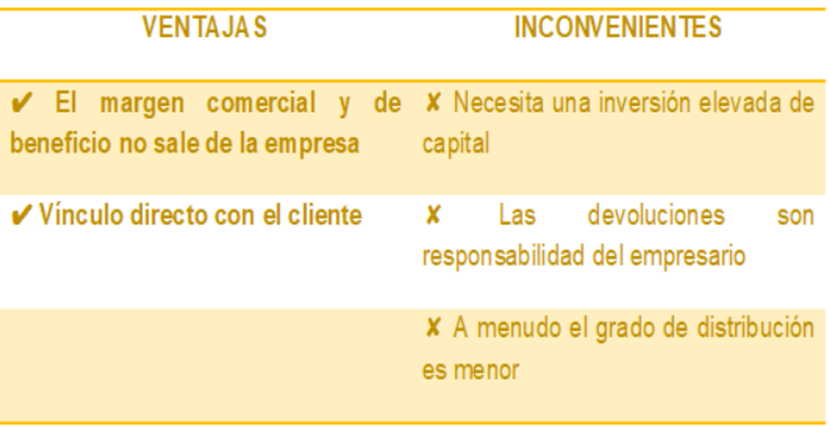 VENTAJAS INCONVENIENTES
✔ El margen comercial y de
beneficio no sale de la empresa
✘ Necesita una inversión elevada de
capital
✔ Vínculo directo con el cliente
✘ Las devoluciones son
responsabilidad del empresario
✘ A menudo el grado de distribución
es menor